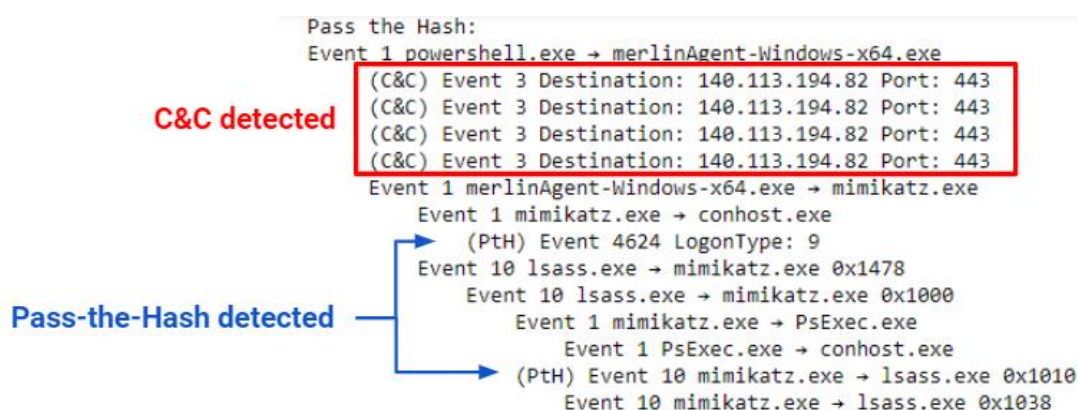 Pass the Hash:
Event 1 powershell.exe → merlinAgent-Windows-x64.exe
(C&C) Event 3 Destination: 140.113.194.82 Port: 443
C&C detected
(C&C) Event 3 Destination: 140.113.194.82 Port: 443
(C&C) Event 3 Destination: 140.113.194.82 Port: 443
(C&C) Event 3 Destination: 140.113.194.82 Port: 443
Event 1 merlinAgent-Windows-x64.exe → mimikatz.exe
Event 1 mimikatz.exe → conhost.exe
(PtH) Event 4624 LogonType: 9
Event 10 lsass.exe → mimikatz.exe 0x1478
Event 10 lsass.exe → mimikatz.exe 0x1000
Pass-the-Hash detected
Event 1 mimikatz.exe → PsExec.exe
Event 1 PsExec.exe → conhost.exe
(PtH) Event 10 mimikatz.exe → lsass.exe 0x1010
Event 10 mimikatz.exe → lsass.exe 0x1038